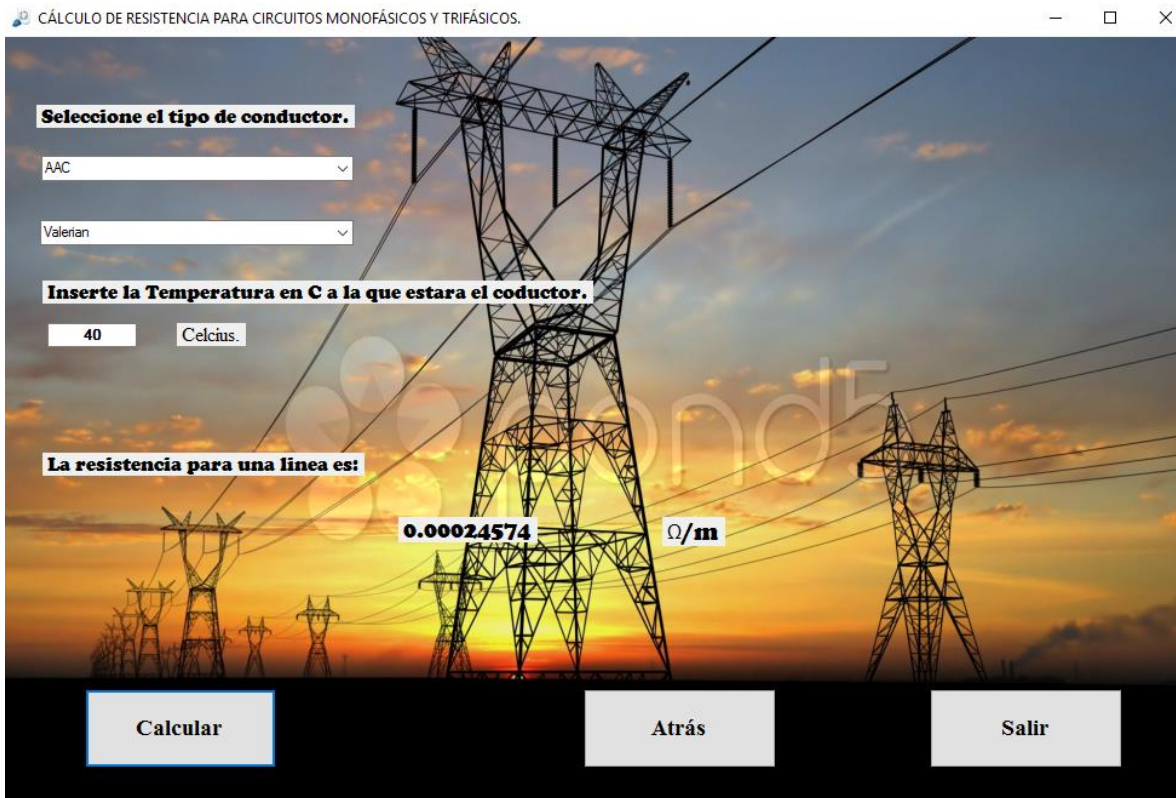 CÁLCULO DE RESISTENCIA PARA CIRCUITOS MONOFÁSICOS Y TRIFÁSICOS.
Seleccione el tipo de conductor.
AAC
Valerian
Inserte la Temperatura en C a la que estara el coductor.
40 Celcius.
pond5
La resistencia para una linea es:
0.00024574 Ω/m
Calcular Atrás Salir